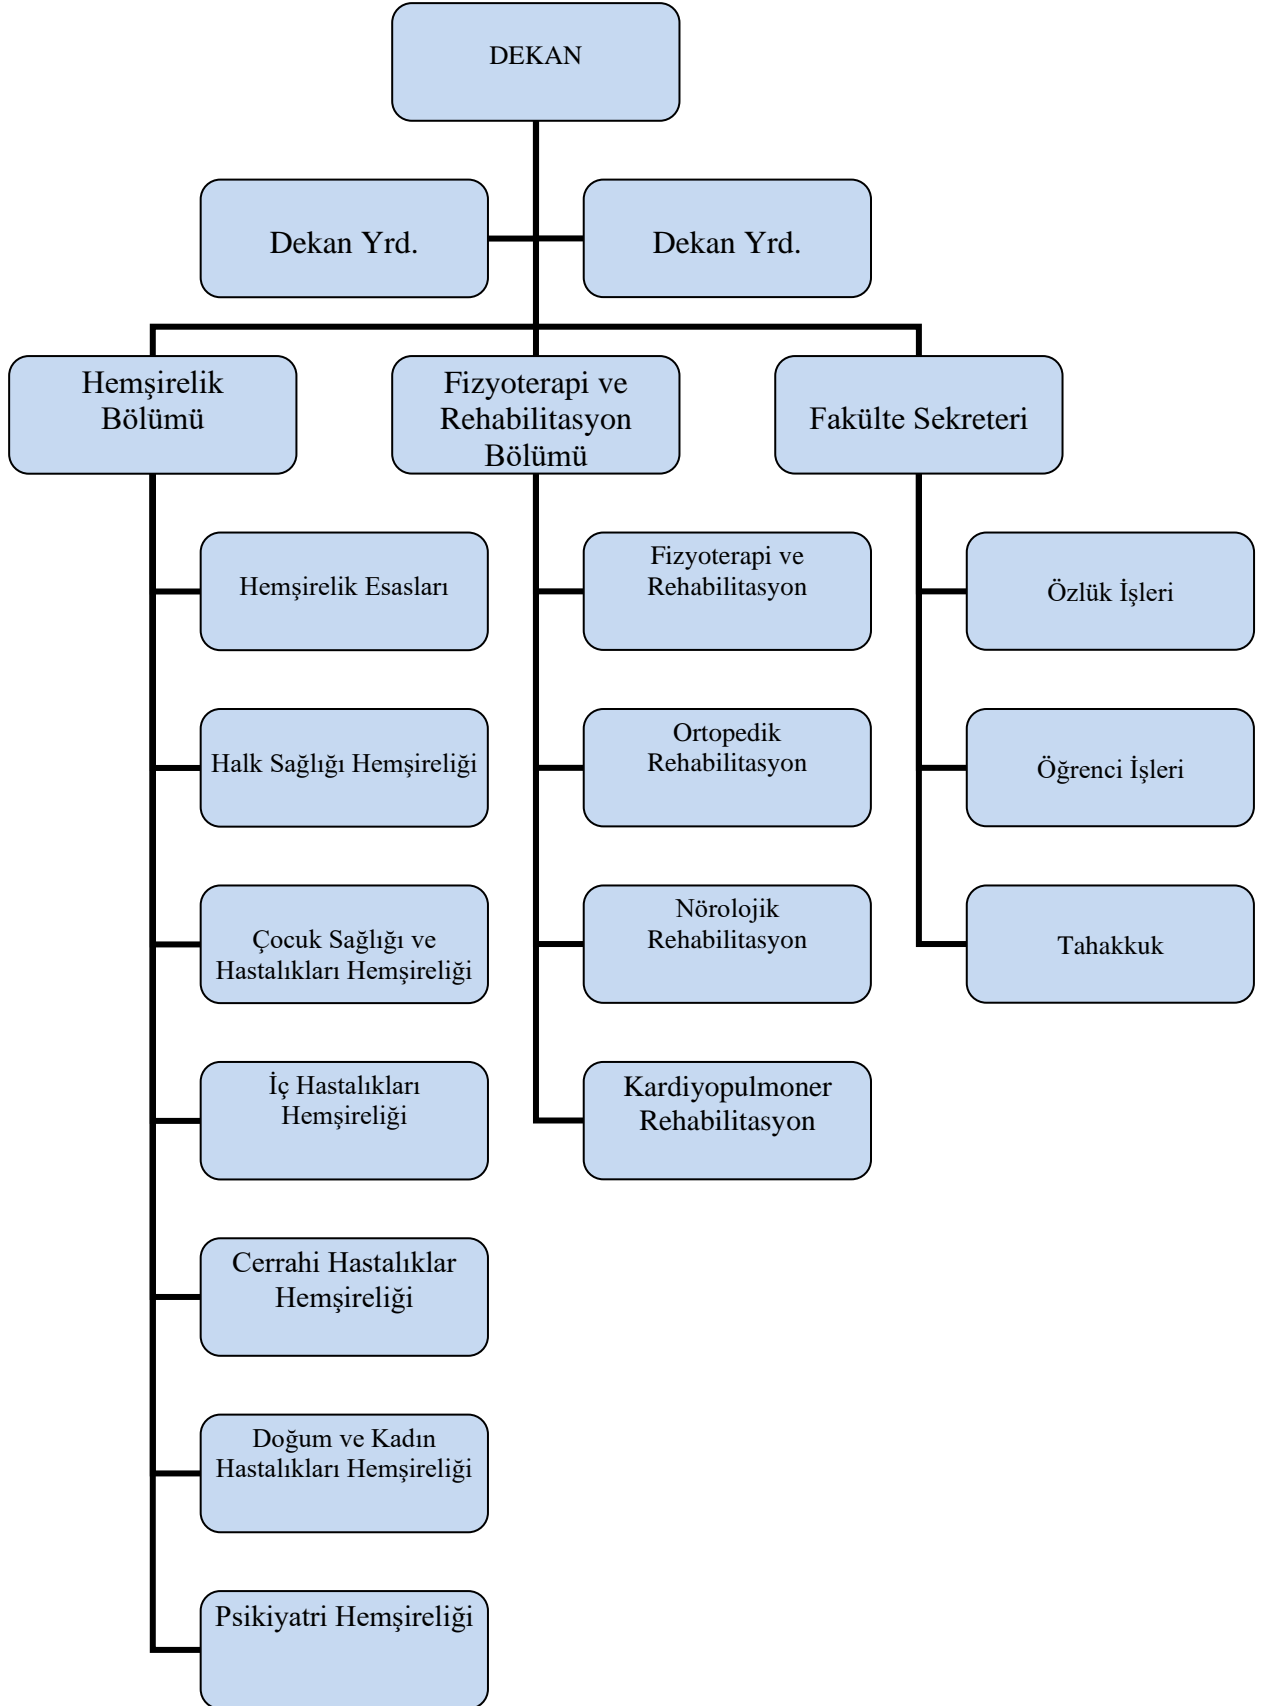 DEKAN
Dekan Yrd.
Dekan Yrd.
Hemşirelik
Bölümü
Fizyoterapi ve
Rehabilitasyon
Bölümü
Fakülte Sekreteri
Hemşirelik Esasları
Halk Sağlığı Hemşireliği
Çocuk Sağlığı ve
Hastalıkları Hemşireliği
İç Hastalıkları
Hemşireliği
Cerrahi Hastalıklar
Hemşireliği
Doğum ve Kadın
Hastalıkları Hemşireliği
Psikiyatri Hemşireliği
Fizyoterapi ve
Rehabilitasyon
Ortopedik
Rehabilitasyon
Nörolojik
Rehabilitasyon
Kardiyopulmoner
Rehabilitasyon
Özlük İşleri
Öğrenci İşleri
Tahakkuk